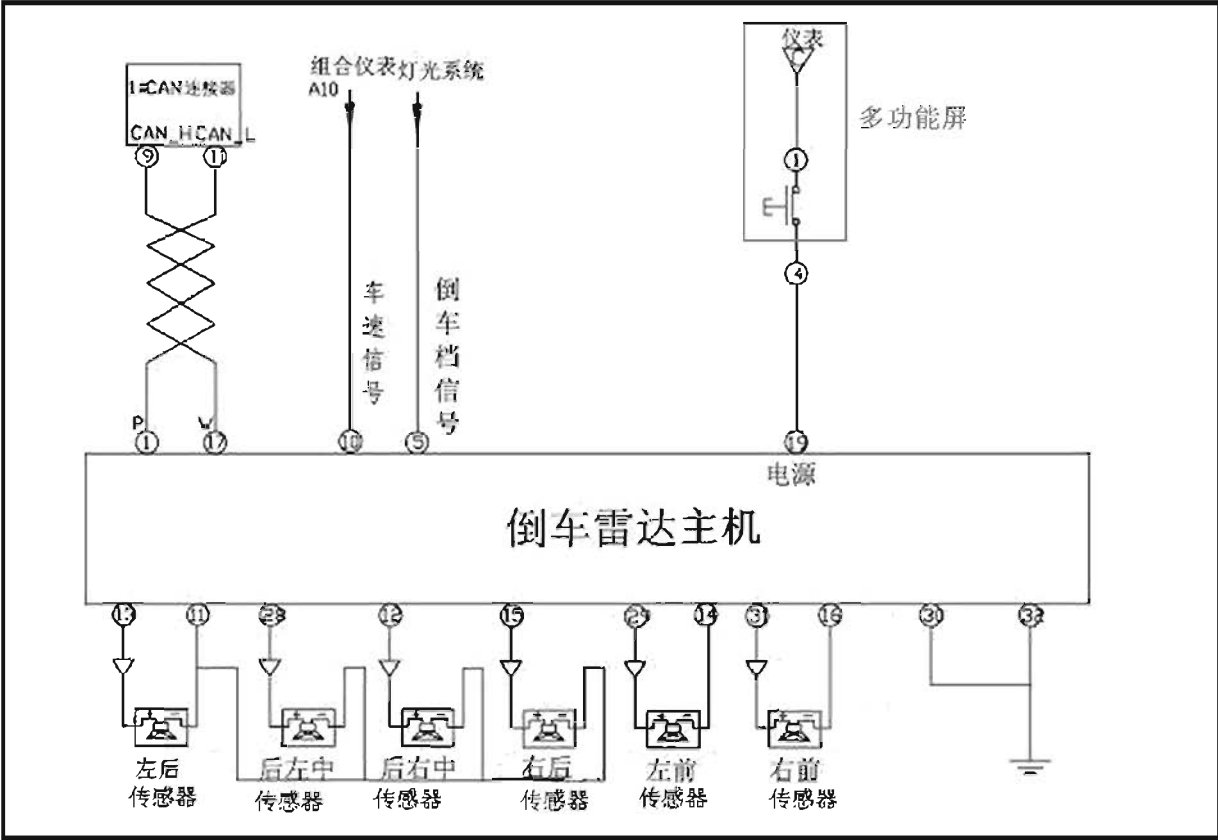 组合仪表
灯光系统
A10
仪表
C
多功能屏
1#CAN连接器
CAN_H
CAN_L
9
11
1
4
车速信号
倒车档信号
P
W
1
17
10
5
19
电源
倒车雷达主机
13
11
28
12
15
29
14
31
16
30
32
+ −
+ −
+ −
+ −
+ −
+ −
左后
传感器
后左中
传感器
后右中
传感器
右后
传感器
左前
传感器
右前
传感器